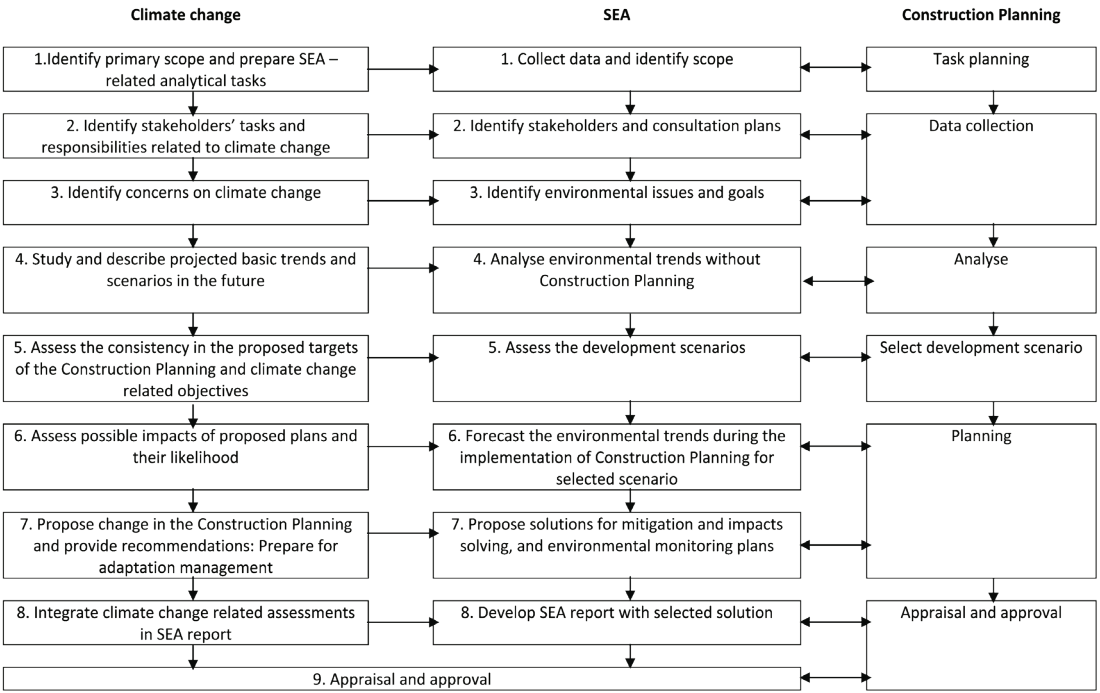 Climate change
SEA
Construction Planning
1.Identify primary scope and prepare SEA –
related analytical tasks
1. Collect data and identify scope
Task planning
2. Identify stakeholders’ tasks and
responsibilities related to climate change
2. Identify stakeholders and consultation plans
Data collection
3. Identify concerns on climate change
3. Identify environmental issues and goals
4. Study and describe projected basic trends and
scenarios in the future
4. Analyse environmental trends without
Construction Planning
Analyse
5. Assess the consistency in the proposed targets
of the Construction Planning and climate change
related objectives
5. Assess the development scenarios
Select development scenario
6. Assess possible impacts of proposed plans and
their likelihood
6. Forecast the environmental trends during the
implementation of Construction Planning for
selected scenario
Planning
7. Propose change in the Construction Planning
and provide recommendations: Prepare for
adaptation management
7. Propose solutions for mitigation and impacts
solving, and environmental monitoring plans
8. Integrate climate change related assessments
in SEA report
8. Develop SEA report with selected solution
Appraisal and approval
9. Appraisal and approval